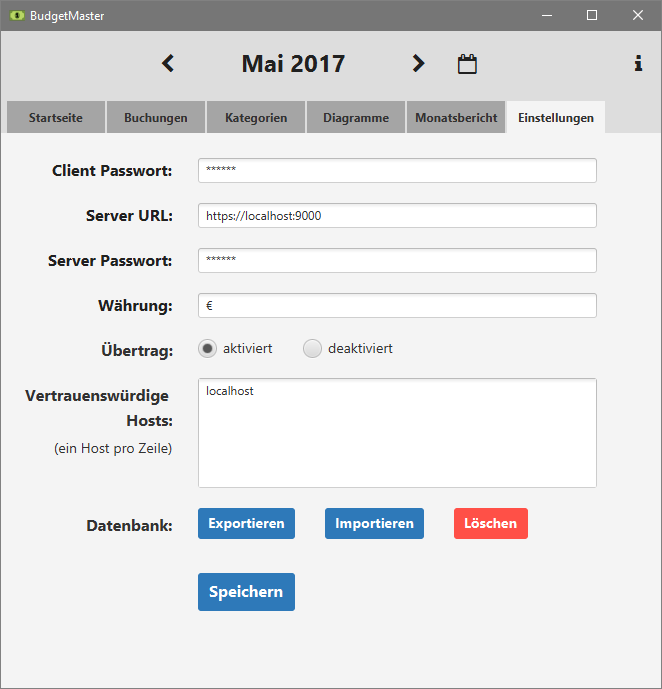 BudgetMaster
Mai 2017
Startseite Buchungen Kategorien Diagramme Monatsbericht Einstellungen
Client Passwort: ******
Server URL: https://localhost:9000
Server Passwort: ******
Währung: €
Übertrag: aktiviert deaktiviert
Vertrauenswürdige Hosts: localhost
(ein Host pro Zeile)
Datenbank: Exportieren Importieren Löschen
Speichern